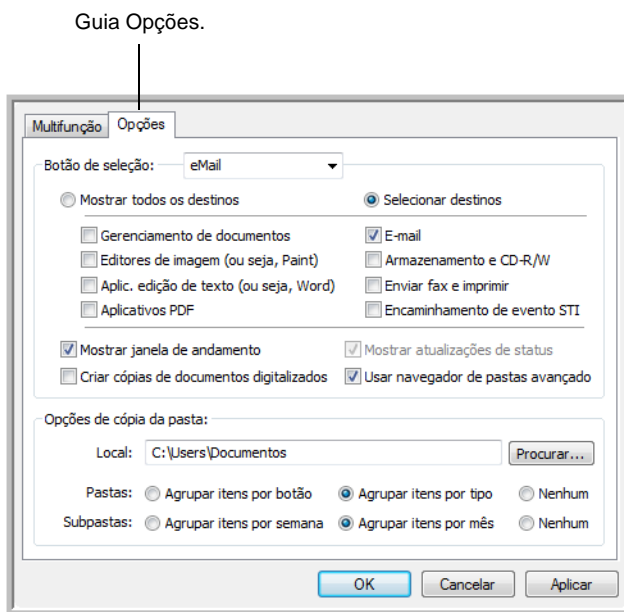 Guia Opções.
Multifunção Opções
Botão de seleção: eMail
Mostrar todos os destinos Selecionar destinos
Gerenciamento de documentos E-mail
Editores de imagem (ou seja, Paint) Armazenamento e CD-R/W
Aplic. edição de texto (ou seja, Word) Enviar fax e imprimir
Aplicativos PDF Encaminhamento de evento STI
Mostrar janela de andamento Mostrar atualizações de status
Criar cópias de documentos digitalizados Usar navegador de pastas avançado
Opções de cópia da pasta:
Local: C:\Users\Documentos Procurar...
Pastas: Agrupar itens por botão Agrupar itens por tipo Nenhum
Subpastas: Agrupar itens por semana Agrupar itens por mês Nenhum
OK Cancelar Aplicar